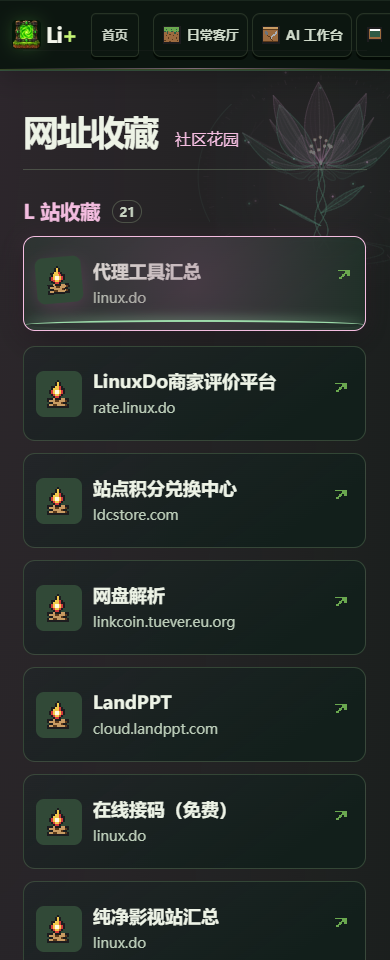 Li+ 首页 日常客厅 AI 工作台
网址收藏 社区花园
L 站收藏 21
代理工具汇总
linux.do
LinuxDo商家评价平台
rate.linux.do
站点积分兑换中心
ldcstore.com
网盘解析
linkcoin.tuever.eu.org
LandPPT
cloud.landppt.com
在线接码（免费）
linux.do
纯净影视站汇总
linux.do